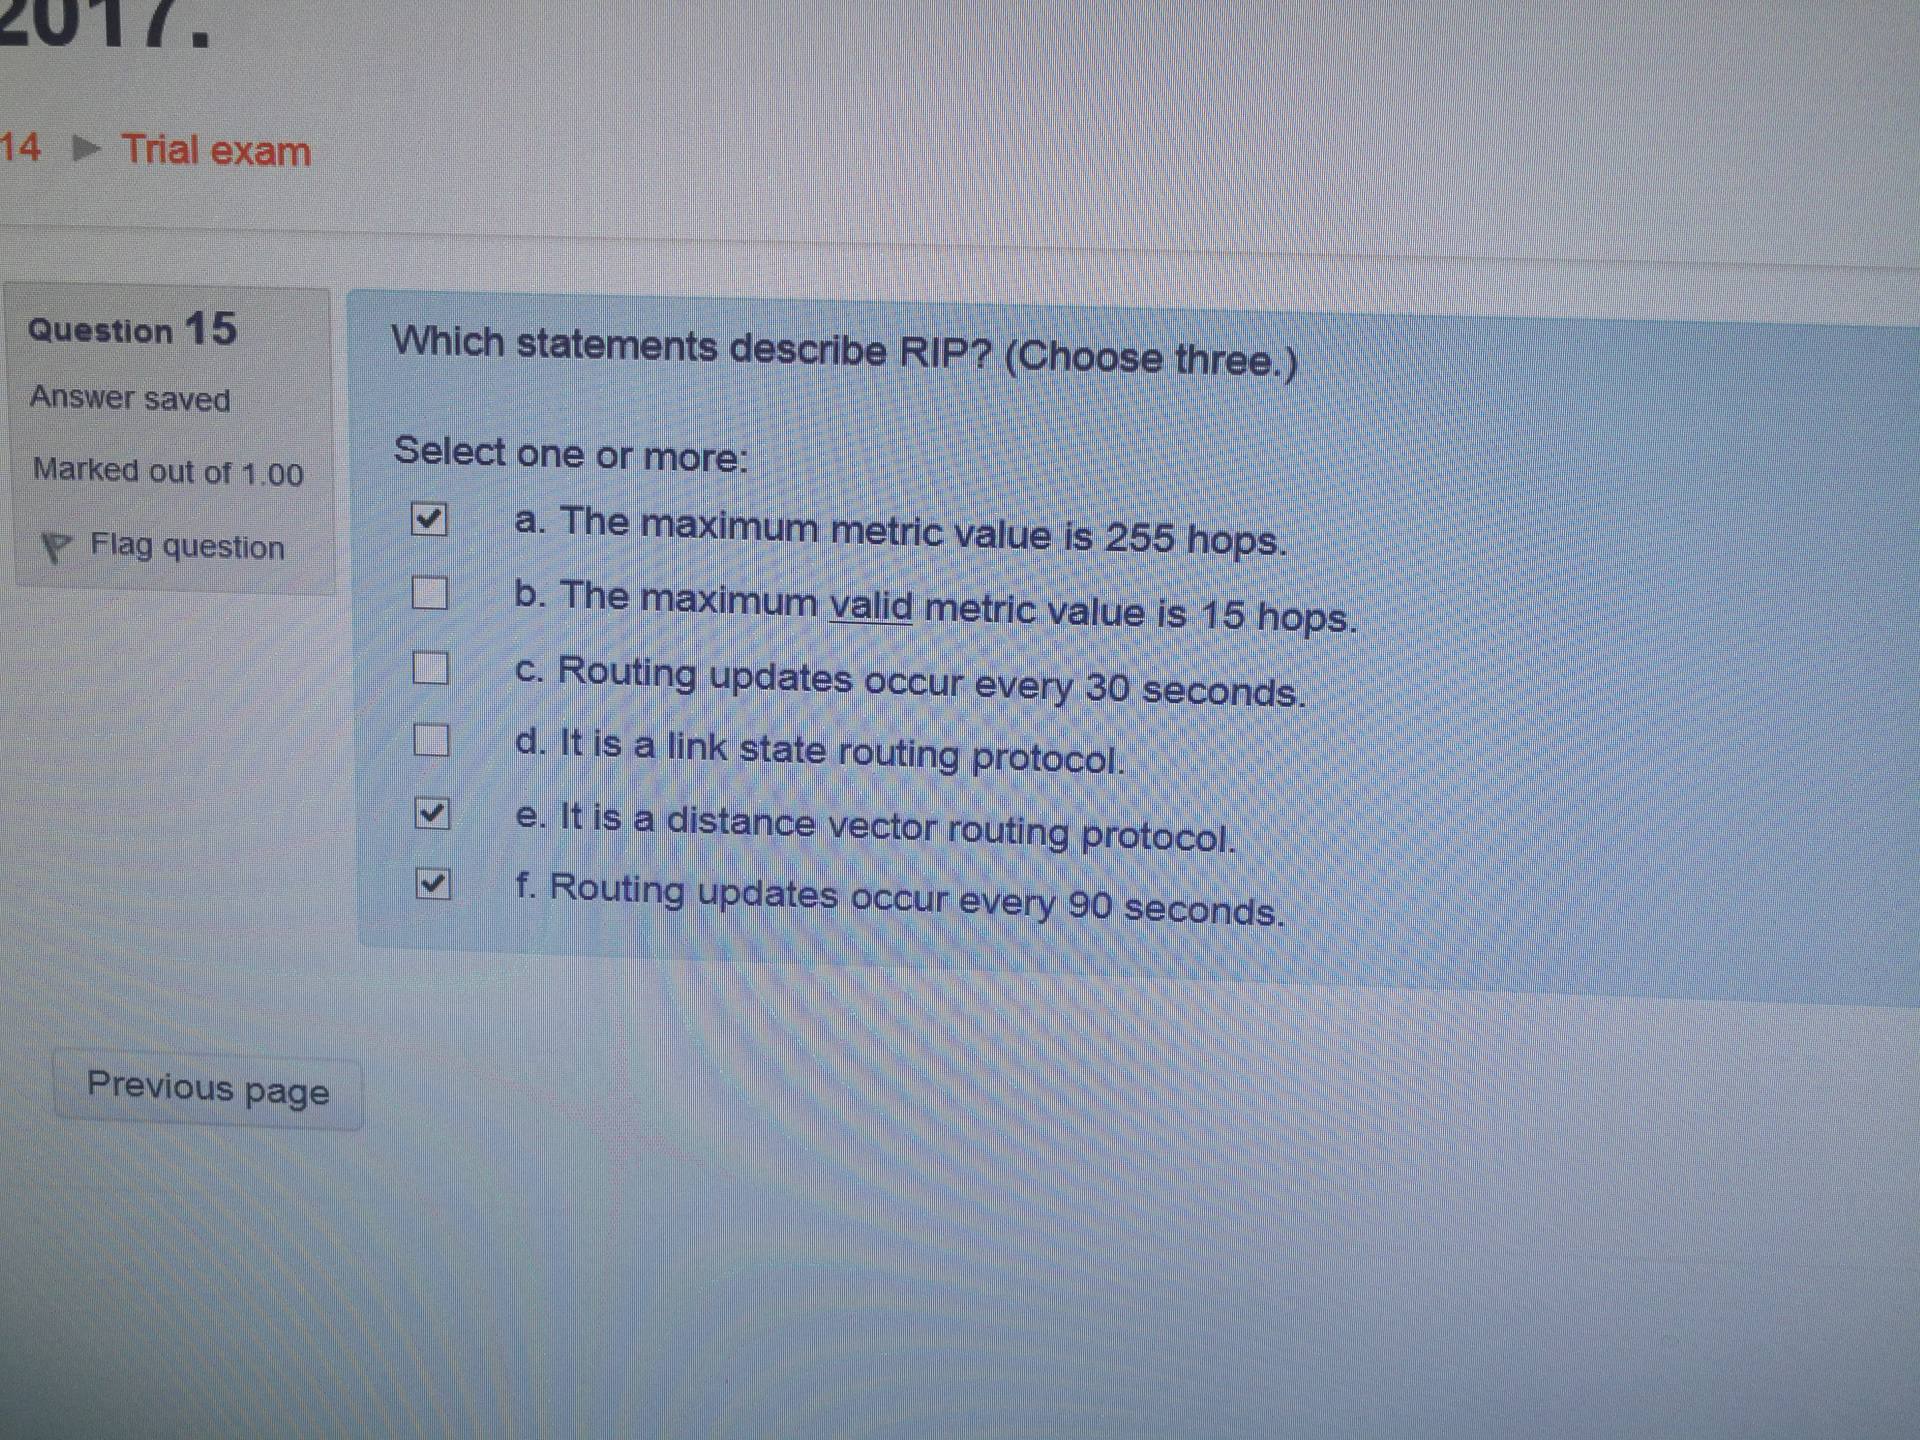 2017.
14 ► Trial exam
Question 15
Answer saved
Marked out of 1.00
Flag question
Which statements describe RIP? (Choose three.)
Select one or more:
a. The maximum metric value is 255 hops.
b. The maximum valid metric value is 15 hops.
c. Routing updates occur every 30 seconds.
d. It is a link state routing protocol.
e. It is a distance vector routing protocol.
f. Routing updates occur every 90 seconds.
Previous page